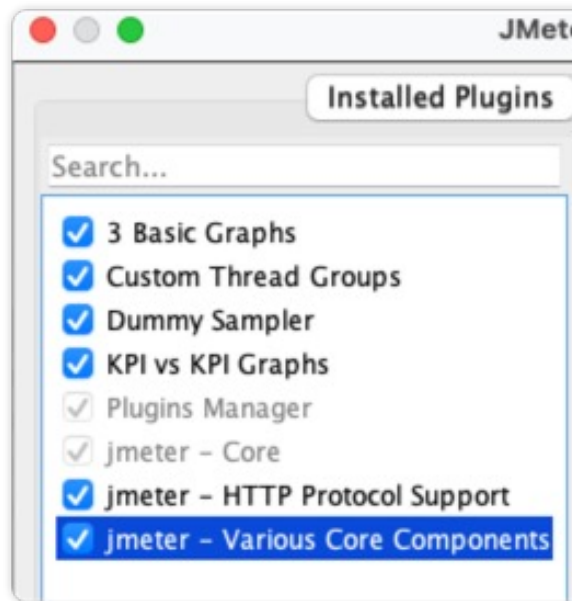 JMet
Installed Plugins
Search...
3 Basic Graphs
Custom Thread Groups
Dummy Sampler
KPI vs KPI Graphs
Plugins Manager
jmeter – Core
jmeter – HTTP Protocol Support
jmeter – Various Core Components